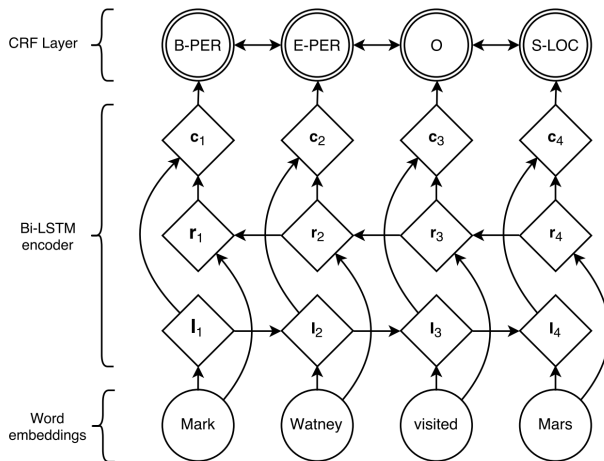 CRF Layer
B-PER
E-PER
O
S-LOC
c1
c2
c3
c4
Bi-LSTM
encoder
r1
r2
r3
r4
l1
l2
l3
l4
Word
embeddings
Mark
Watney
visited
Mars